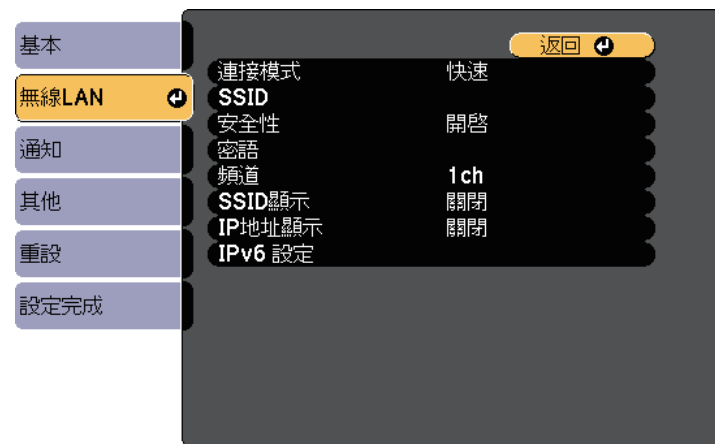 基本
無線LAN
通知
其他
重設
設定完成
返回
連接模式 快速
SSID
安全性 開啓
密語
頻道 1ch
SSID顯示 關閉
IP地址顯示 關閉
IPv6 設定